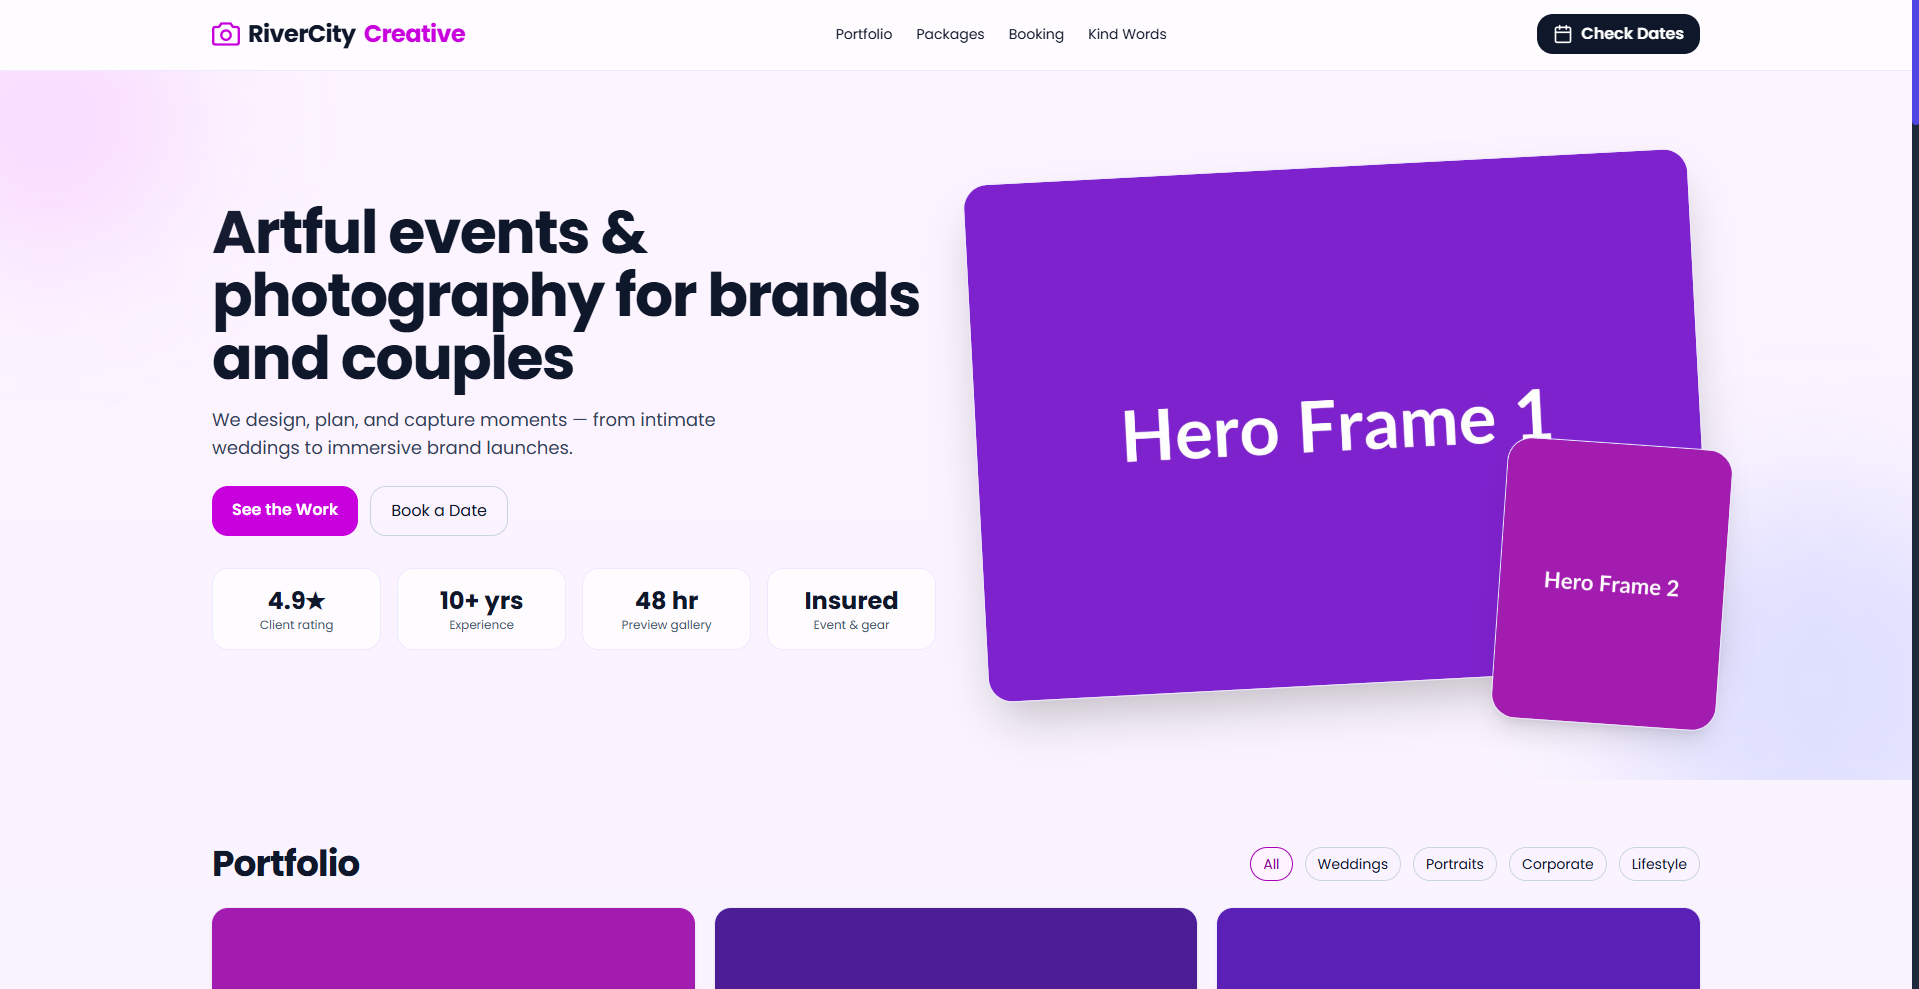 RiverCity Creative
Portfolio
Packages
Booking
Kind Words
Check Dates
Artful events &
photography for brands
and couples
We design, plan, and capture moments — from intimate
weddings to immersive brand launches.
See the Work
Book a Date
4.9★
Client rating
10+ yrs
Experience
48 hr
Preview gallery
Insured
Event & gear
Hero Frame 1
Hero Frame 2
Portfolio
All
Weddings
Portraits
Corporate
Lifestyle